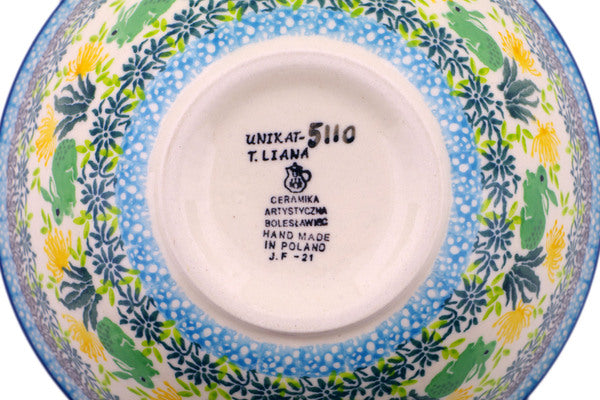 UNIKAT-5110
T. LIANA
CERAMIKA
ARTYSTYCZNA
BOLESŁAWIEC
HAND MADE
IN POLAND
J.F -21